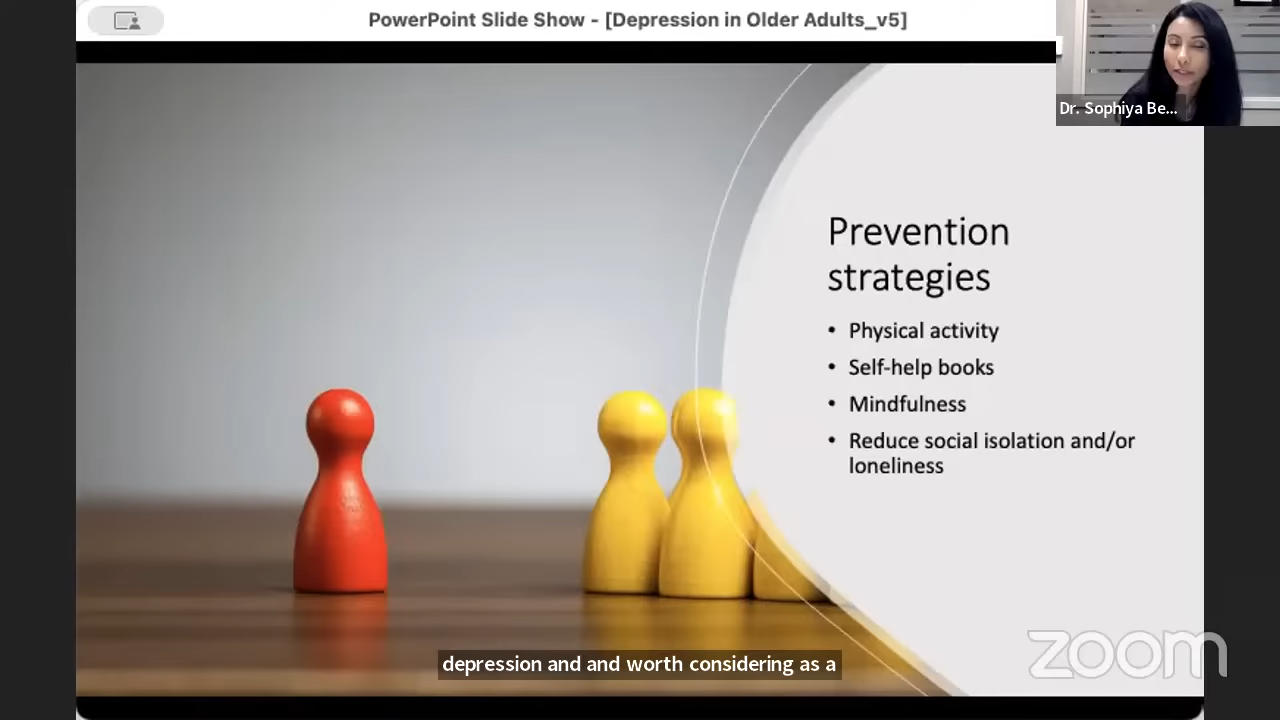 PowerPoint Slide Show - [Depression in Older Adults_v5]
Dr. Sophiya Be...
Prevention
strategies
• Physical activity
• Self-help books
• Mindfulness
• Reduce social isolation and/or
loneliness
depression and and worth considering as a
zoom